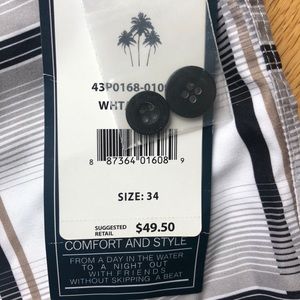 43P0168-010
WHT
8 87364 01608 9
SIZE: 34
SUGGESTED
RETAIL
$49.50
COMFORT AND STYLE
FROM A DAY IN THE WATER
TO A NIGHT OUT
WITH FRIENDS
WITHOUT SKIPPING A BEAT